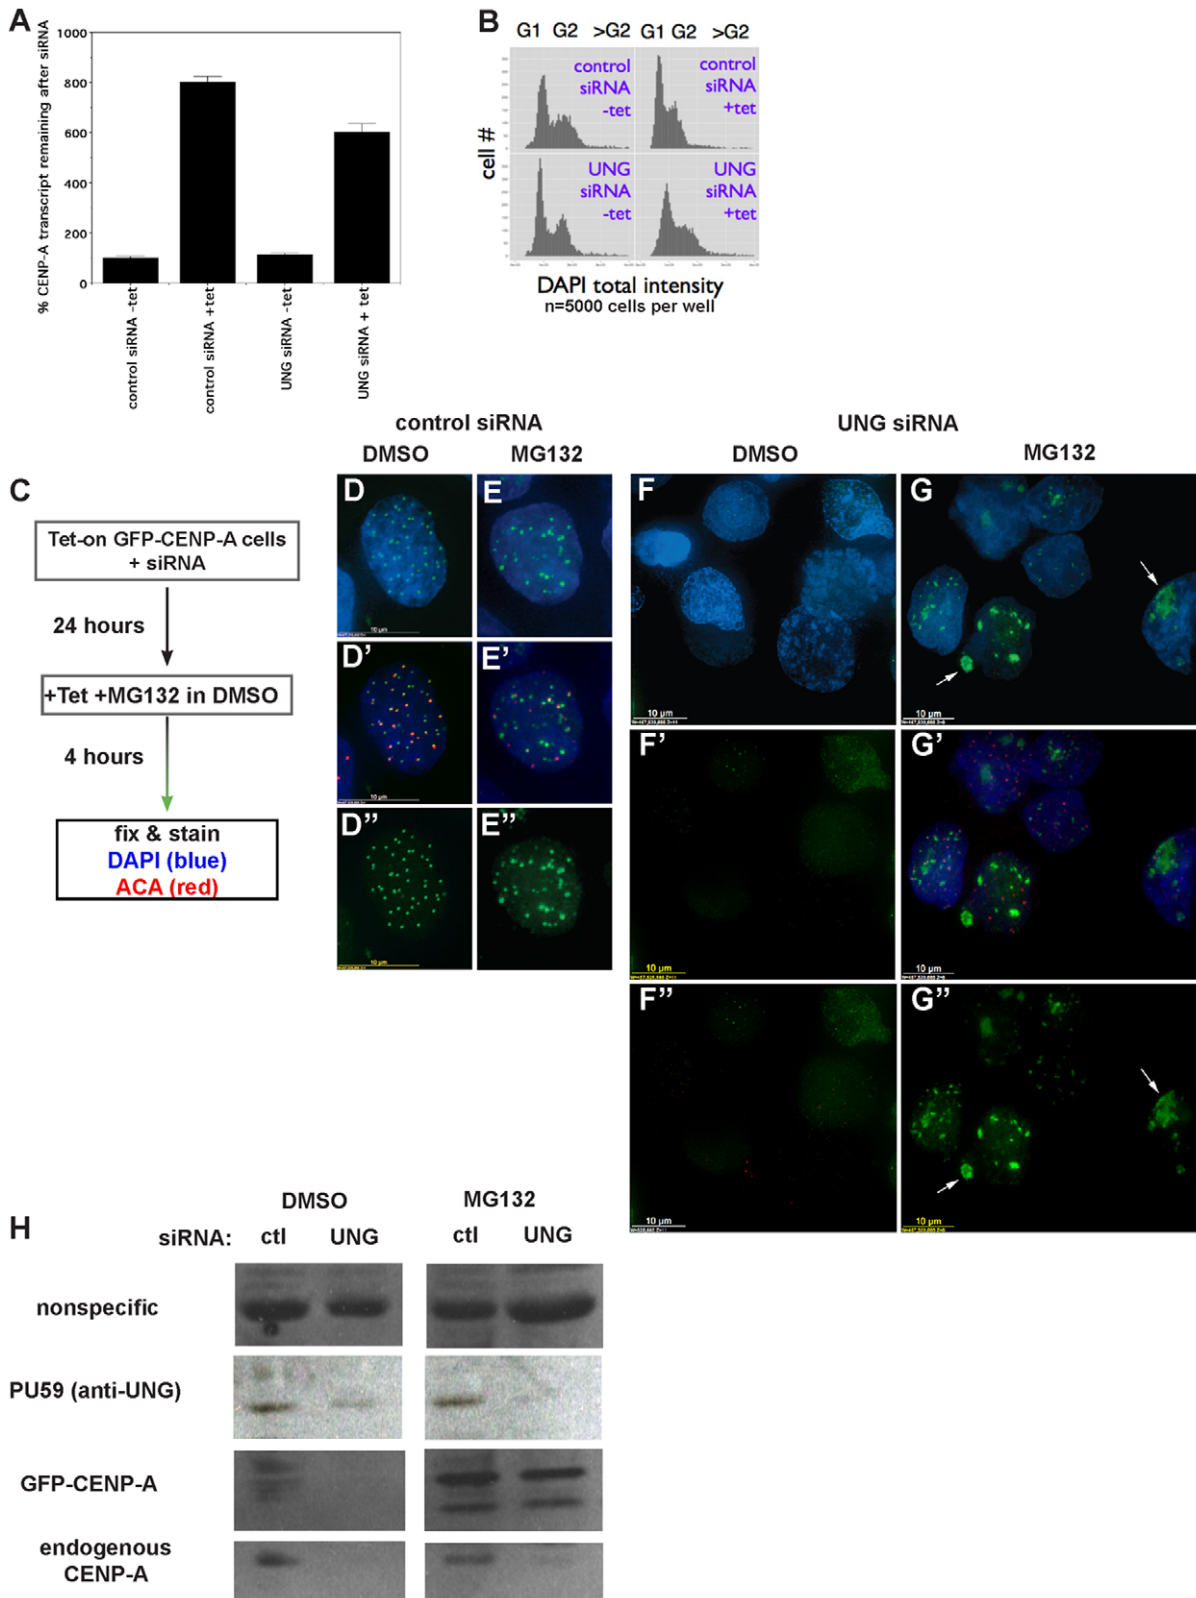 A
% CENP-A transcript remaining after siRNA
1000
800
600
400
200
0
control siRNA -tet
control siRNA +tet
UNG siRNA -tet
UNG siRNA + tet
B
G1 G2 >G2
G1 G2 >G2
cell #
control
siRNA
-tet
control
siRNA
+tet
UNG
siRNA
-tet
UNG
siRNA
+tet
DAPI total intensity
n=5000 cells per well
C
Tet-on GFP-CENP-A cells
+ siRNA
24 hours
+Tet +MG132 in DMSO
4 hours
fix & stain
DAPI (blue)
ACA (red)
control siRNA
DMSO
MG132
D
E
10 µm
D'
E'
10 µm
D''
E''
10 µm
UNG siRNA
DMSO
MG132
F
G
10 µm
10 µm
F'
G'
10 µm
10 µm
F''
G''
10 µm
10 µm
H
DMSO
MG132
siRNA:
ctl
UNG
ctl
UNG
nonspecific
PU59 (anti-UNG)
GFP-CENP-A
endogenous
CENP-A